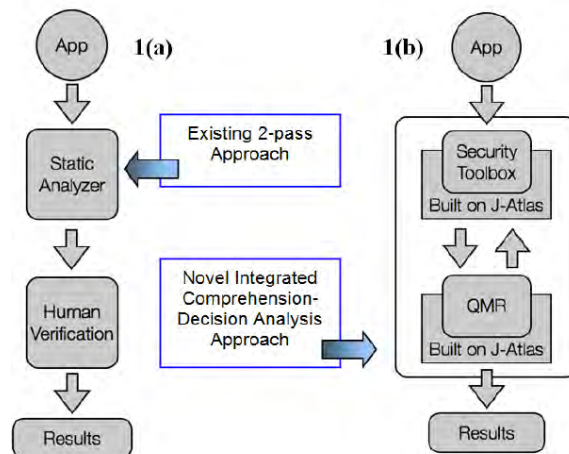 App
1(a)
Existing 2-pass
Approach
Static
Analyzer
Novel Integrated
Comprehension-
Decision Analysis
Approach
Human
Verification
Results
1(b)
App
Security
Toolbox
Built on J-Atlas
QMR
Built on J-Atlas
Results